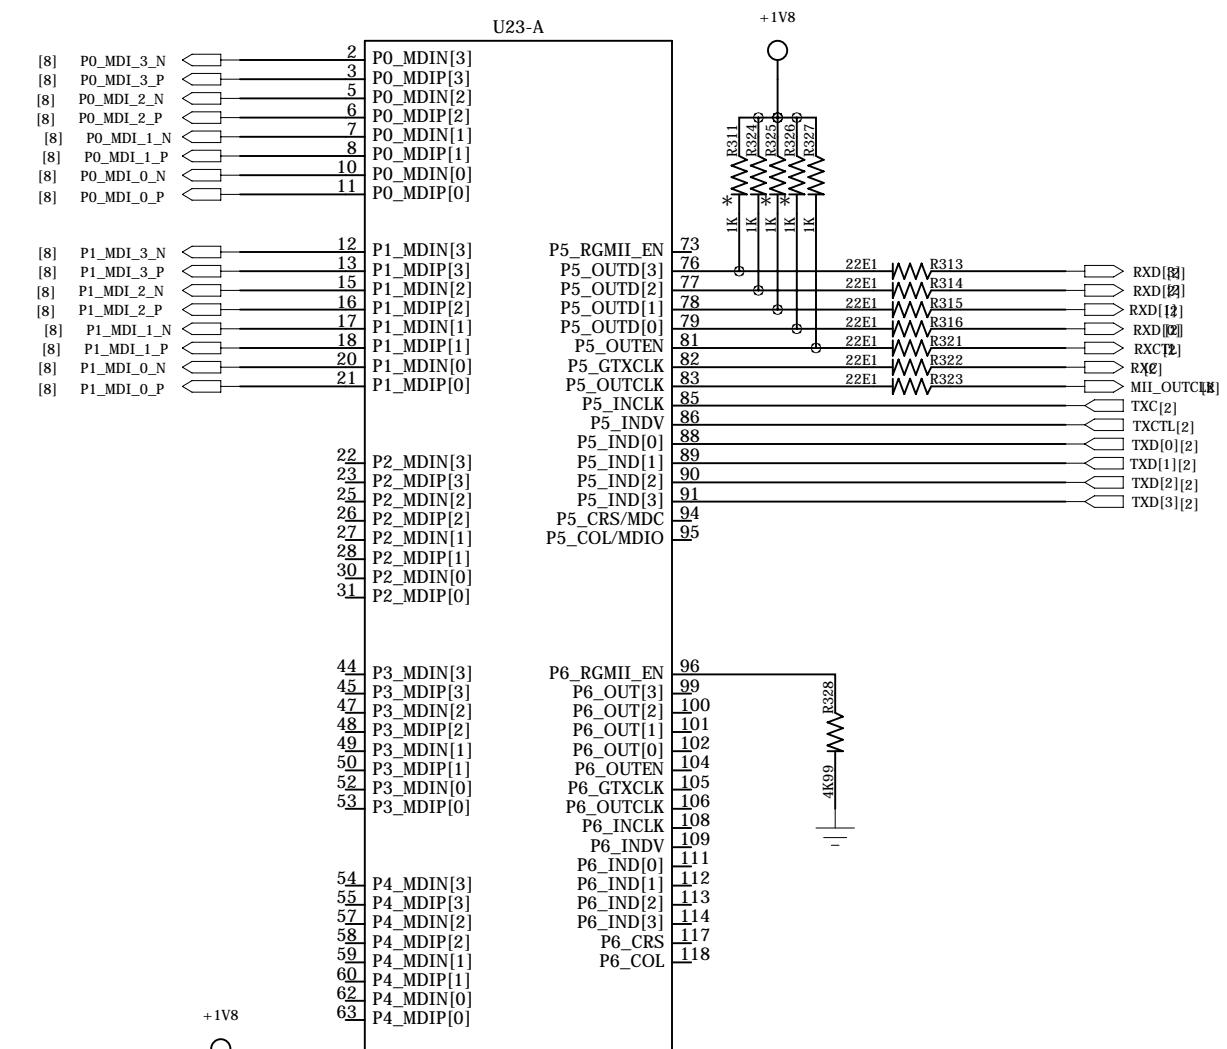 U23-A
+1V8
[8] P0_MDI_3_N 2 P0_MDIN[3]
[8] P0_MDI_3_P 3 P0_MDIP[3]
[8] P0_MDI_2_N 5 P0_MDIN[2]
[8] P0_MDI_2_P 6 P0_MDIP[2]
[8] P0_MDI_1_N 7 P0_MDIN[1]
[8] P0_MDI_1_P 8 P0_MDIP[1]
[8] P0_MDI_0_N 10 P0_MDIN[0]
[8] P0_MDI_0_P 11 P0_MDIP[0]
R311 R324 R325 R326 R327
* * *
1K 1K 1K 1K 1K
[8] P1_MDI_3_N 12 P1_MDIN[3] P5_RGMII_EN 73
[8] P1_MDI_3_P 13 P1_MDIP[3] P5_OUTD[3] 76 22E1 R313
[8] P1_MDI_2_N 15 P1_MDIN[2] P5_OUTD[2] 77 22E1 R314
[8] P1_MDI_2_P 16 P1_MDIP[2] P5_OUTD[1] 78 22E1 R315
[8] P1_MDI_1_N 17 P1_MDIN[1] P5_OUTD[0] 79 22E1 R316
[8] P1_MDI_1_P 18 P1_MDIP[1] P5_OUTEN 81 22E1 R321
[8] P1_MDI_0_N 20 P1_MDIN[0] P5_GTXCLK 82 22E1 R322
[8] P1_MDI_0_P 21 P1_MDIP[0] P5_OUTCLK 83 22E1 R323
P5_INCLK 85 TXC[2]
P5_INDV 86 TXCTL[2]
P5_IND[0] 88 TXD[0][2]
22 P2_MDIN[3] P5_IND[1] 89 TXD[1][2]
23 P2_MDIP[3] P5_IND[2] 90 TXD[2][2]
25 P2_MDIN[2] P5_IND[3] 91 TXD[3][2]
26 P2_MDIP[2] P5_CRS/MDC 94
27 P2_MDIN[1] P5_COL/MDIO 95
28 P2_MDIP[1]
30 P2_MDIN[0]
31 P2_MDIP[0]
44 P3_MDIN[3] P6_RGMII_EN 96
45 P3_MDIP[3] P6_OUT[3] 99
47 P3_MDIN[2] P6_OUT[2] 100
48 P3_MDIP[2] P6_OUT[1] 101
49 P3_MDIN[1] P6_OUT[0] 102
50 P3_MDIP[1] P6_OUTEN 104
52 P3_MDIN[0] P6_GTXCLK 105
53 P3_MDIP[0] P6_OUTCLK 106
R328
4K99
P6_INCLK 108
P6_INDV 109
P6_IND[0] 111
54 P4_MDIN[3] P6_IND[1] 112
55 P4_MDIP[3] P6_IND[2] 113
57 P4_MDIN[2] P6_IND[3] 114
58 P4_MDIP[2] P6_CRS 117
59 P4_MDIN[1] P6_COL 118
60 P4_MDIP[1]
62 P4_MDIN[0]
63 P4_MDIP[0]
+1V8